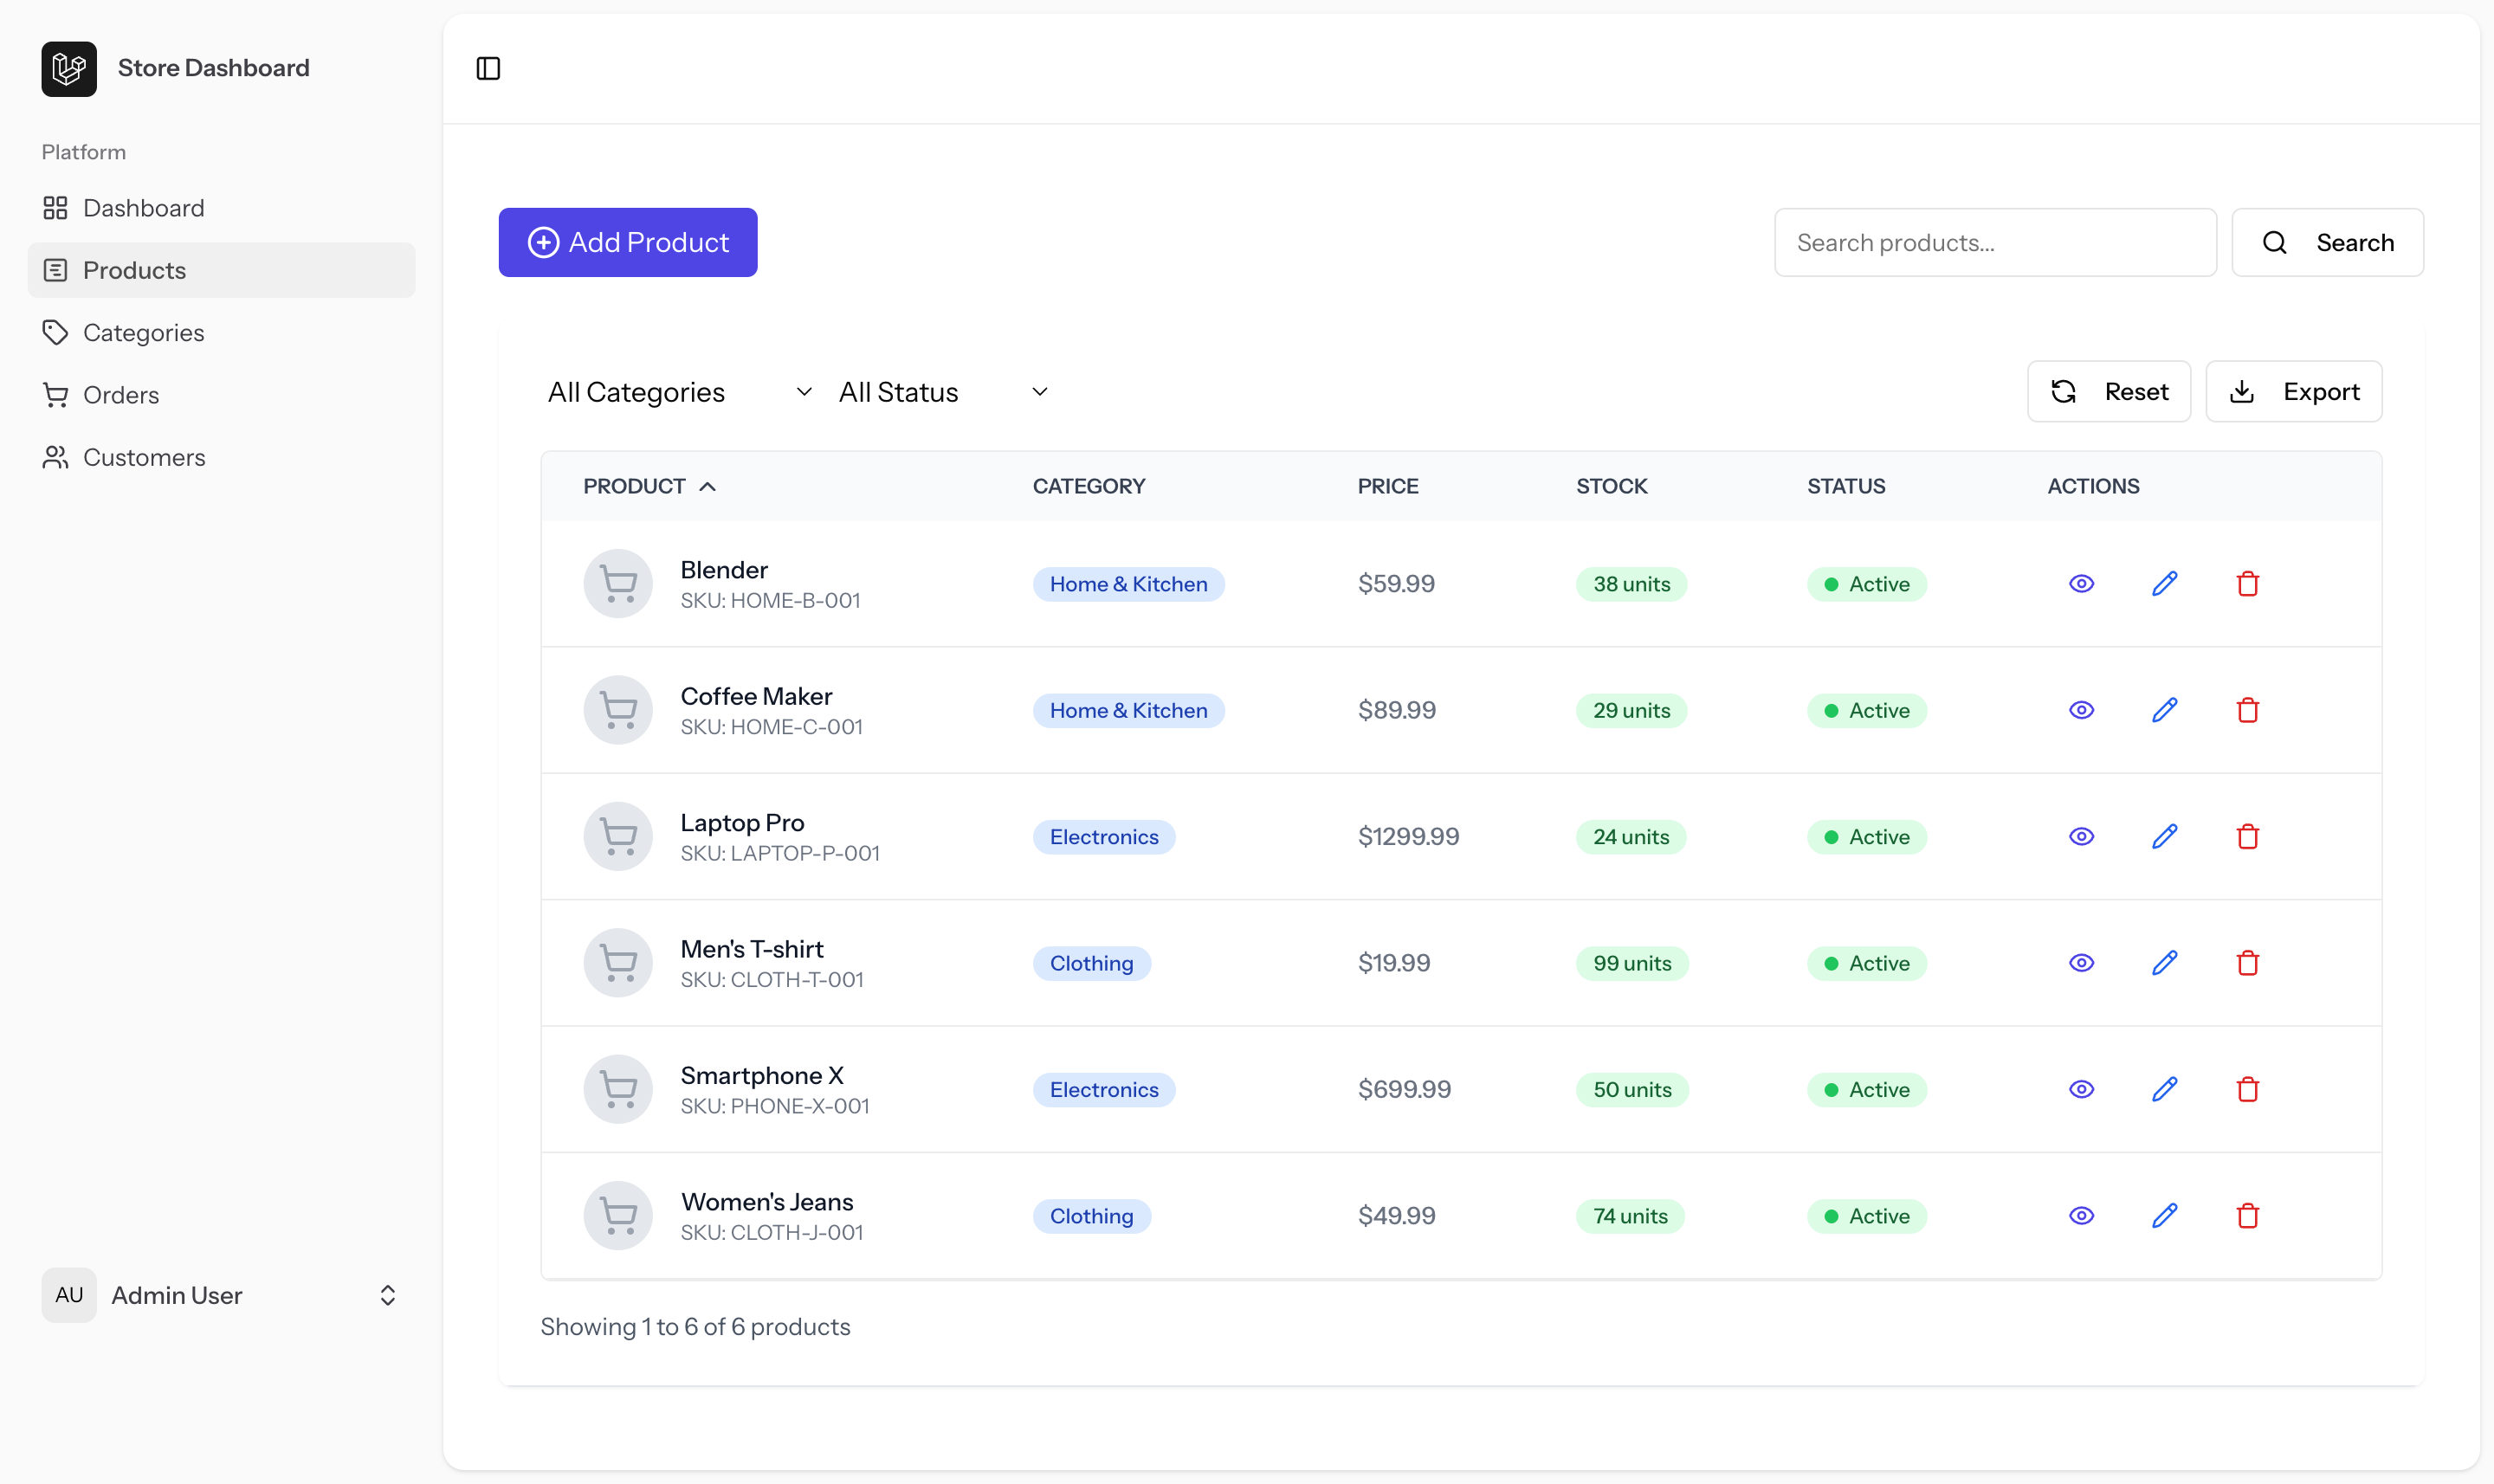 Store Dashboard
Platform
Dashboard
Products
Categories
Orders
Customers
AU Admin User
Add Product
Search products...
Search
All Categories
All Status
Reset
Export
PRODUCT CATEGORY PRICE STOCK STATUS ACTIONS
Blender
SKU: HOME-B-001
Home & Kitchen
$59.99
38 units
Active
Coffee Maker
SKU: HOME-C-001
Home & Kitchen
$89.99
29 units
Active
Laptop Pro
SKU: LAPTOP-P-001
Electronics
$1299.99
24 units
Active
Men's T-shirt
SKU: CLOTH-T-001
Clothing
$19.99
99 units
Active
Smartphone X
SKU: PHONE-X-001
Electronics
$699.99
50 units
Active
Women's Jeans
SKU: CLOTH-J-001
Clothing
$49.99
74 units
Active
Showing 1 to 6 of 6 products